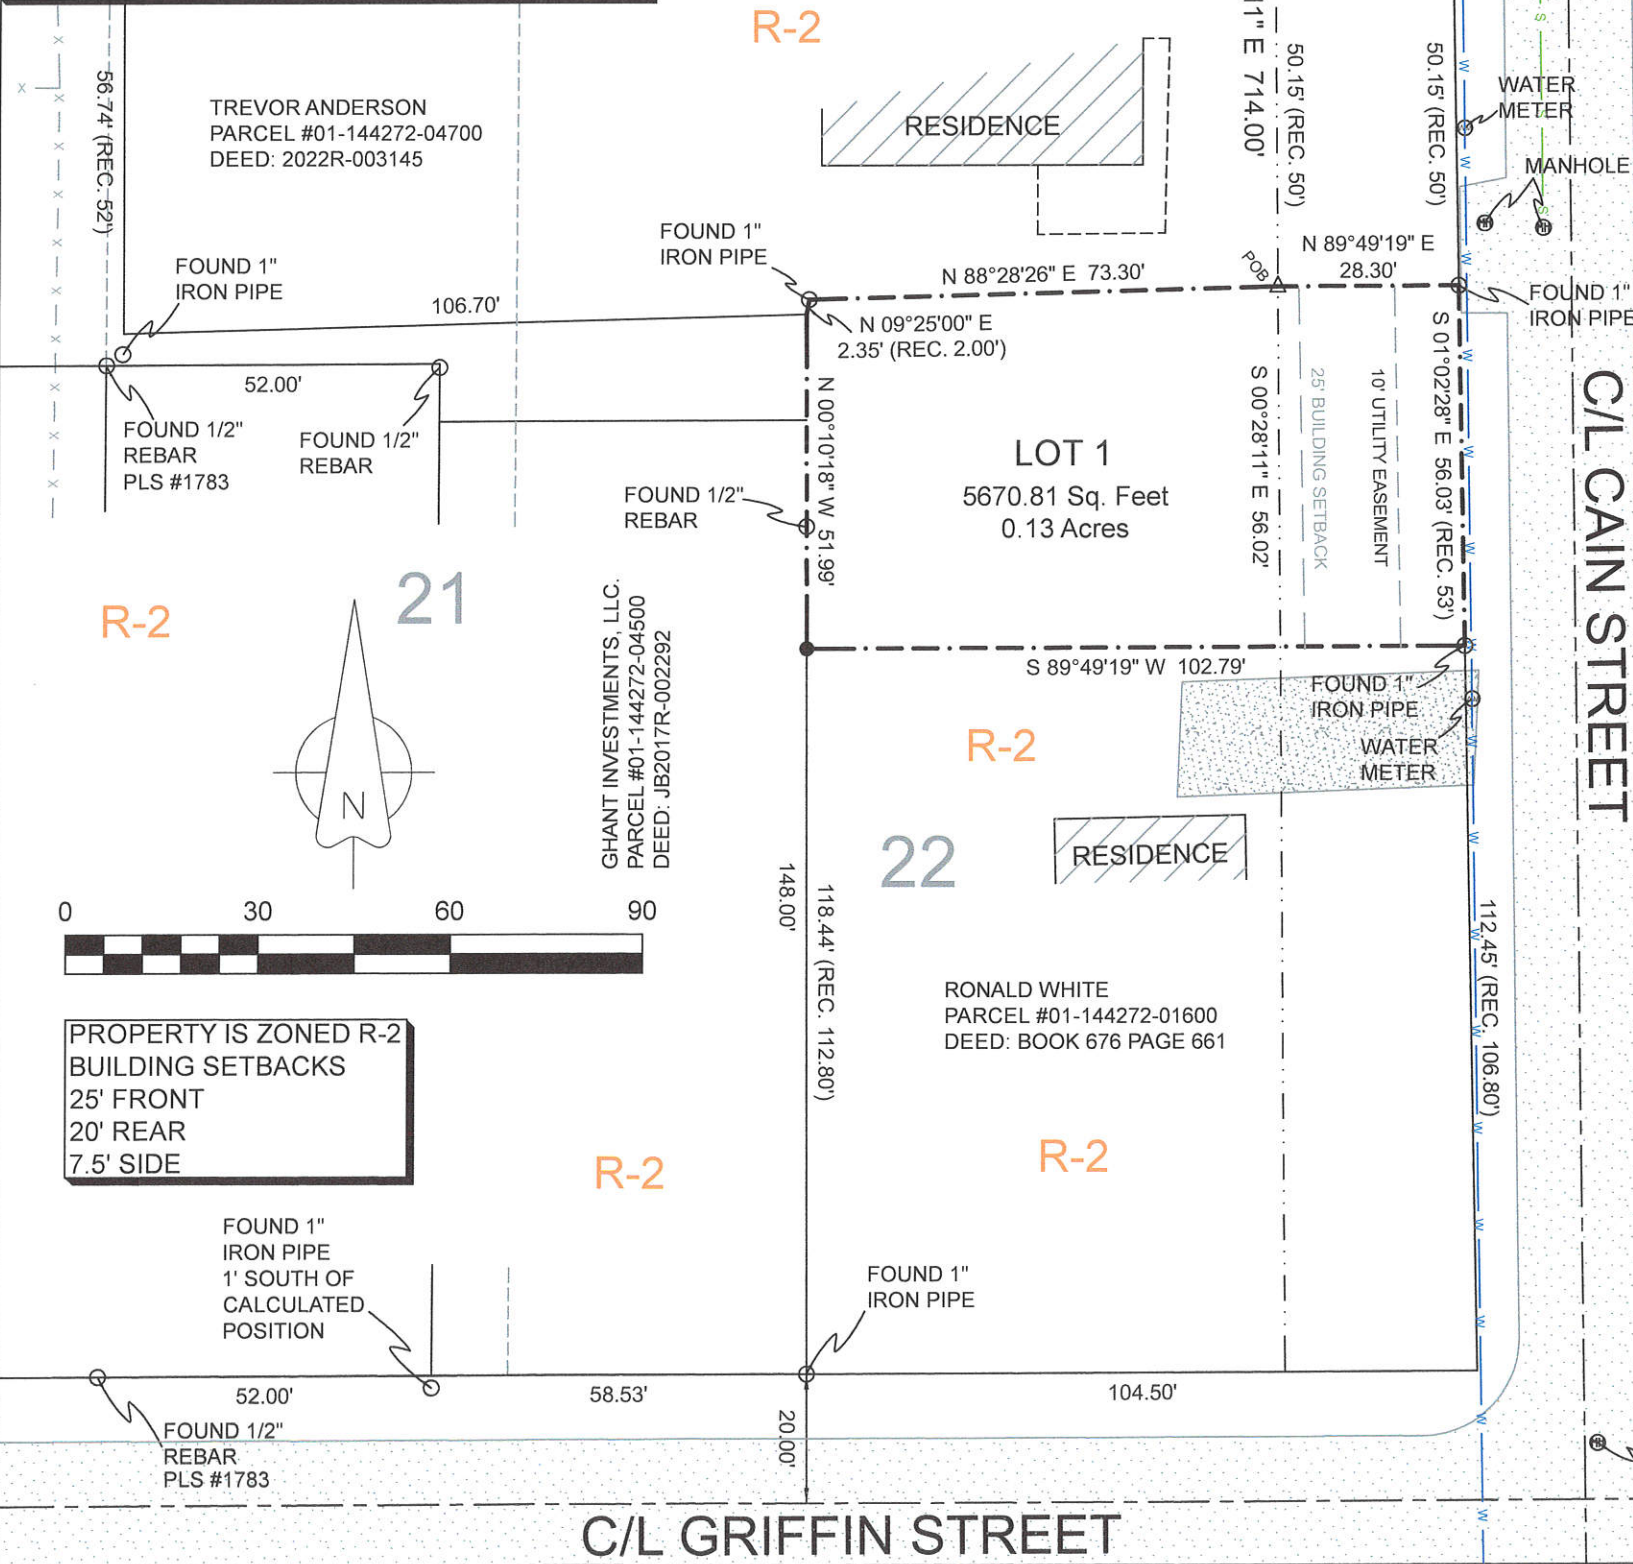 R-2
11" E 714.00'
50.15' (REC. 50')
50.15' (REC. 50')
56.74' (REC. 52')
TREVOR ANDERSON
PARCEL #01-144272-04700
DEED: 2022R-003145
RESIDENCE
WATER
METER
MANHOLE
FOUND 1"
IRON PIPE
FOUND 1"
IRON PIPE
106.70'
N 88°28'26" E 73.30'
POB
N 89°49'19" E
28.30'
FOUND 1"
IRON PIPE
N 09°25'00" E
2.35' (REC. 2.00')
52.00'
FOUND 1/2"
REBAR
PLS #1783
FOUND 1/2"
REBAR
N 00°10'18" W 51.99'
FOUND 1/2"
REBAR
LOT 1
5670.81 Sq. Feet
0.13 Acres
S 00°28'11" E 56.02'
25' BUILDING SETBACK
10' UTILITY EASEMENT
S 01°02'28" E 56.03' (REC. 53')
C/L CAIN STREET
R-2
21
GHANT INVESTMENTS, LLC.
PARCEL #01-144272-04500
DEED: JB2017R-002292
S 89°49'19" W 102.79'
FOUND 1"
IRON PIPE
WATER
METER
R-2
N
22
RESIDENCE
0 30 60 90
148.00'
118.44' (REC. 112.80')
112.45' (REC. 106.80')
RONALD WHITE
PARCEL #01-144272-01600
DEED: BOOK 676 PAGE 661
PROPERTY IS ZONED R-2
BUILDING SETBACKS
25' FRONT
20' REAR
7.5' SIDE
R-2
R-2
FOUND 1"
IRON PIPE
1' SOUTH OF
CALCULATED
POSITION
FOUND 1"
IRON PIPE
52.00'
58.53'
104.50'
FOUND 1/2"
REBAR
PLS #1783
20.00'
C/L GRIFFIN STREET